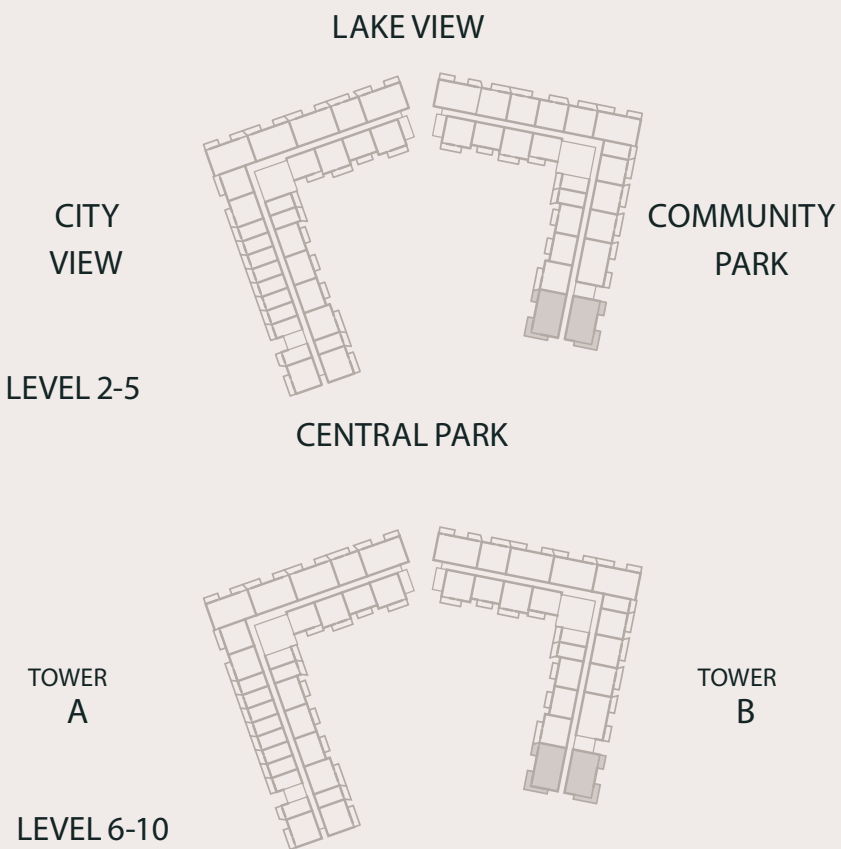 LAKE VIEW
CITY
VIEW
COMMUNITY
PARK
LEVEL 2-5
CENTRAL PARK
TOWER
A
TOWER
B
LEVEL 6-10